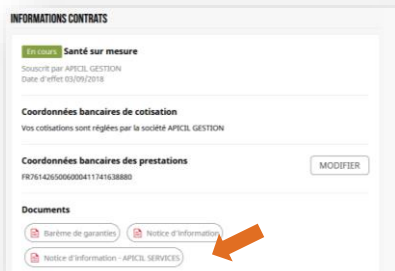 INFORMATIONS CONTRATS
En cours Santé sur mesure
Souscrit par APICIL GESTION
Date d'effet 03/09/2018
Coordonnées bancaires de cotisation
Vos cotisations sont réglées par la société APICIL GESTION
Coordonnées bancaires des prestations
MODIFIER
FR7614265006000411741638880
Documents
Barème de garanties Notice d'information
Notice d'information - APICIL SERVICES